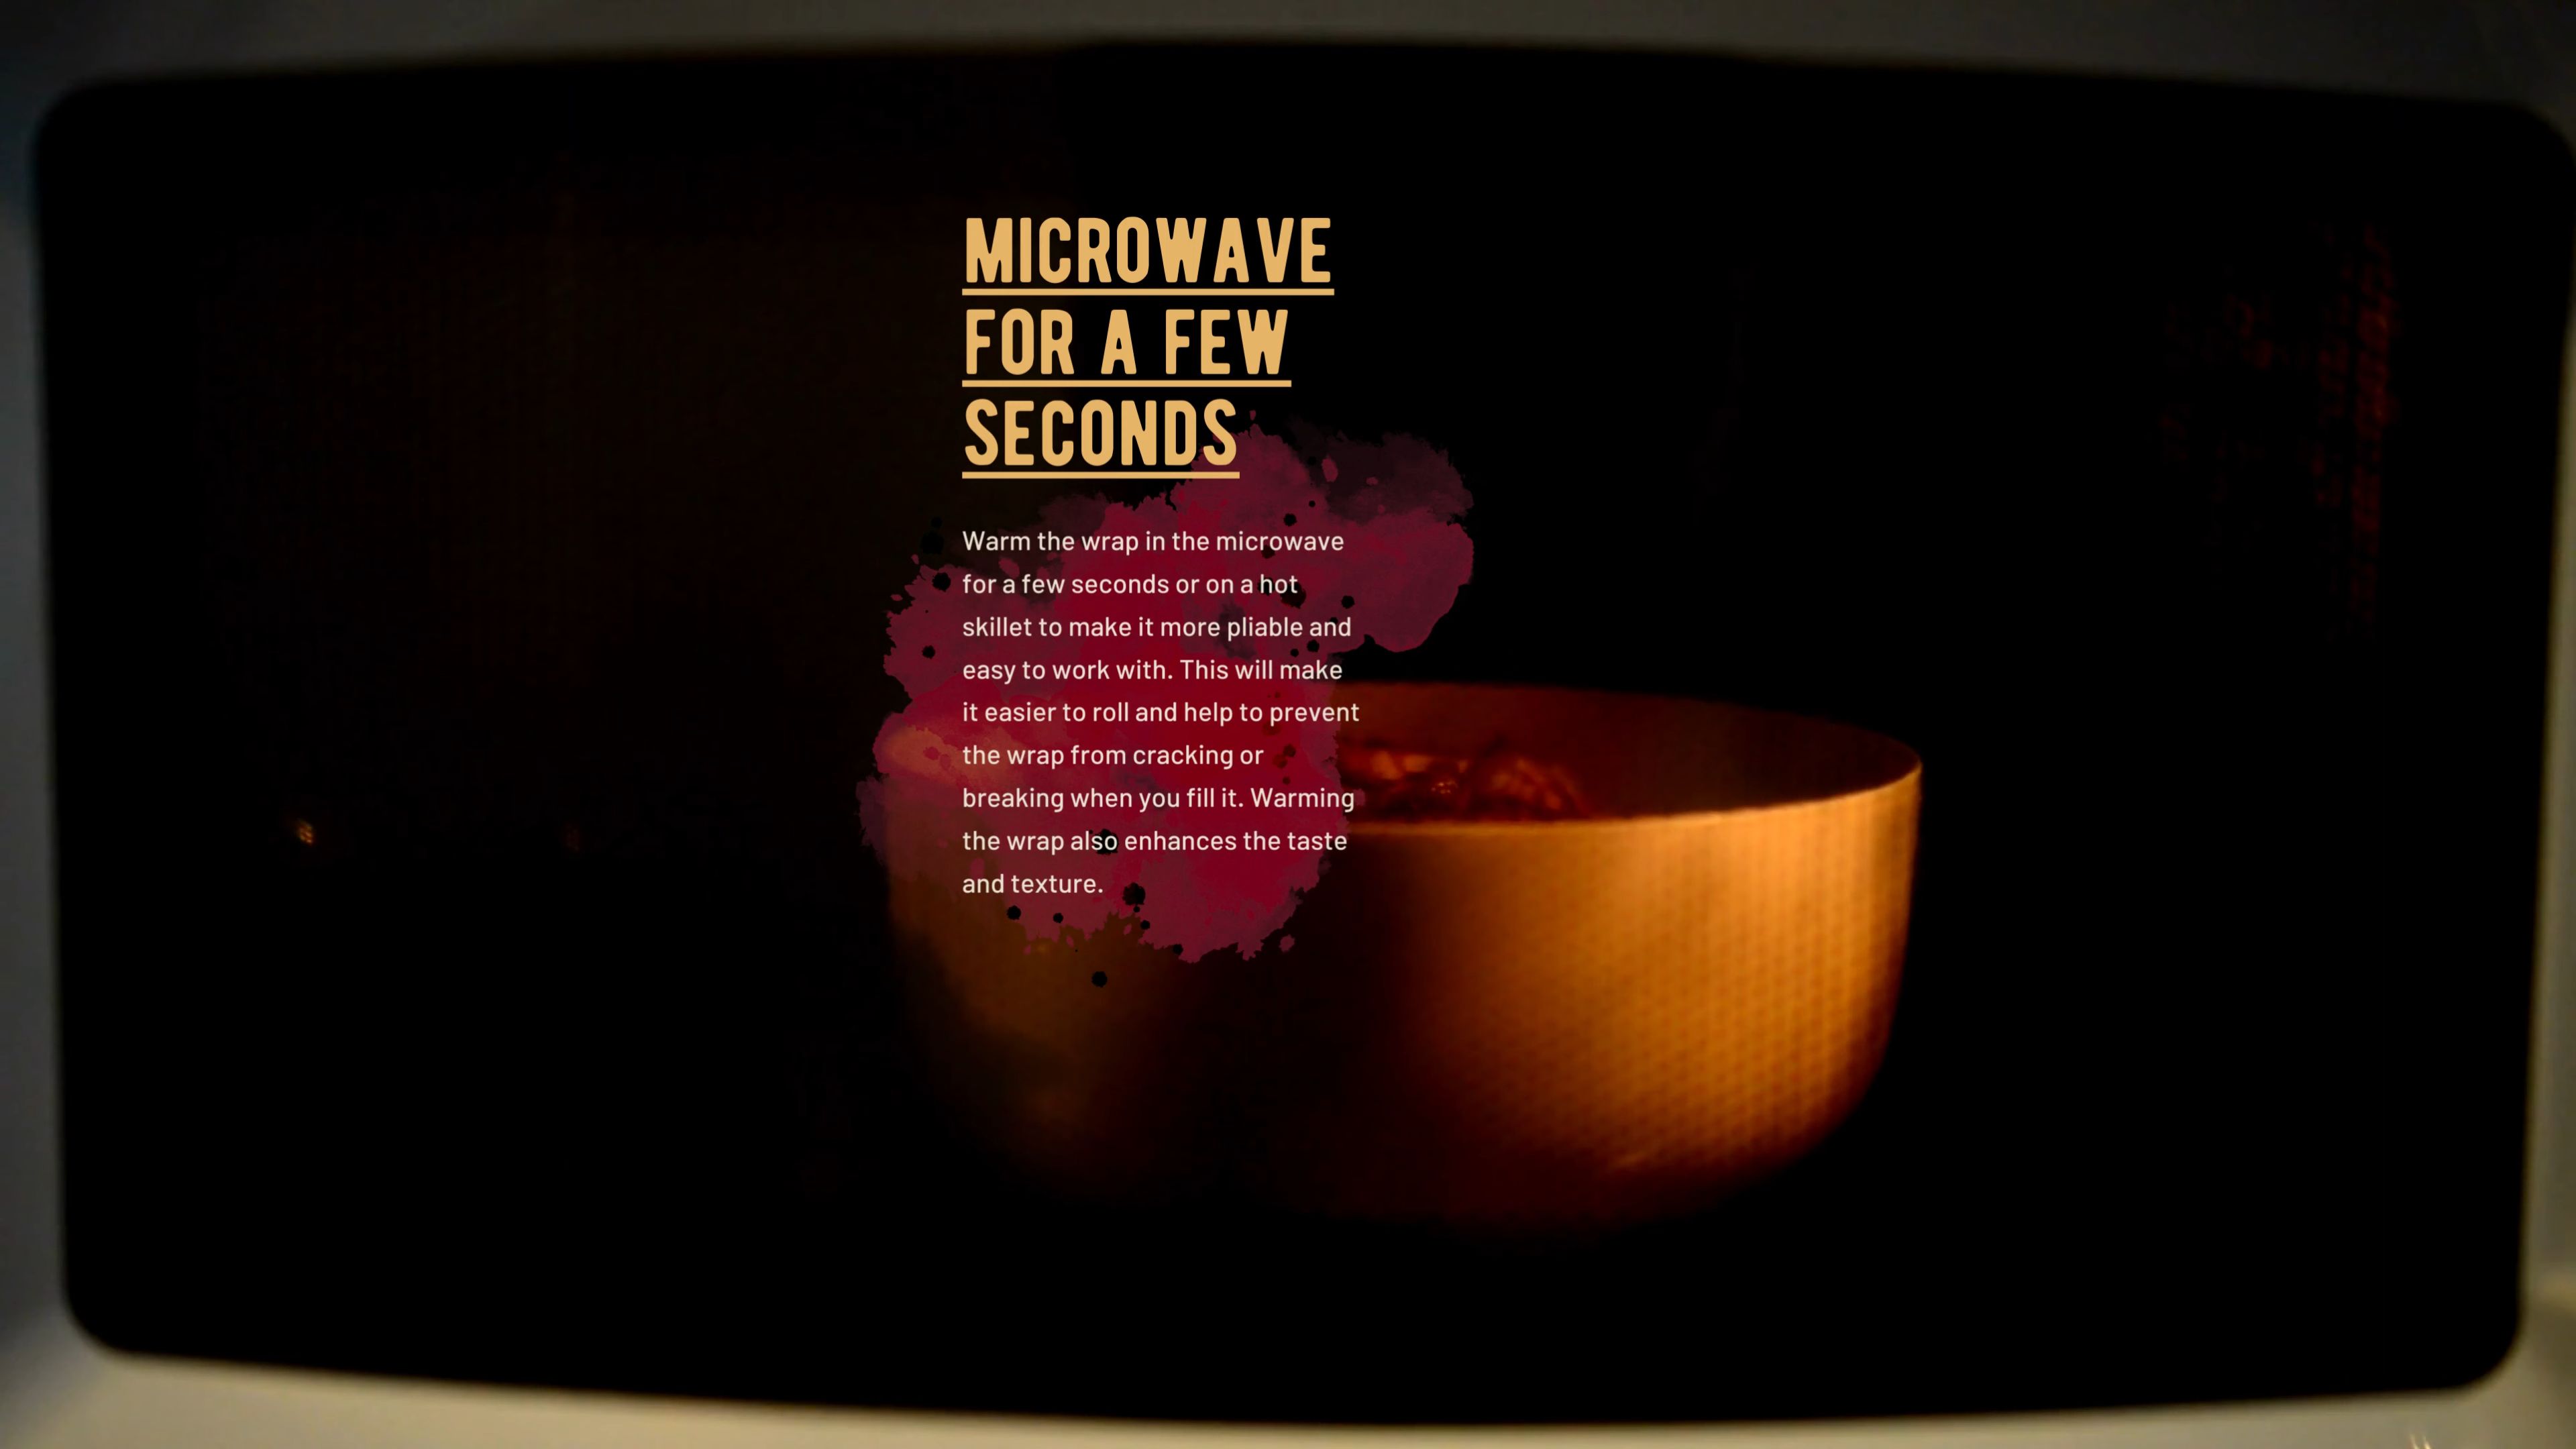 MICROWAVE
FOR A FEW
SECONDS
Warm the wrap in the microwave
for a few seconds or on a hot
skillet to make it more pliable and
easy to work with. This will make
it easier to roll and help to prevent
the wrap from cracking or
breaking when you fill it. Warming
the wrap also enhances the taste
and texture.